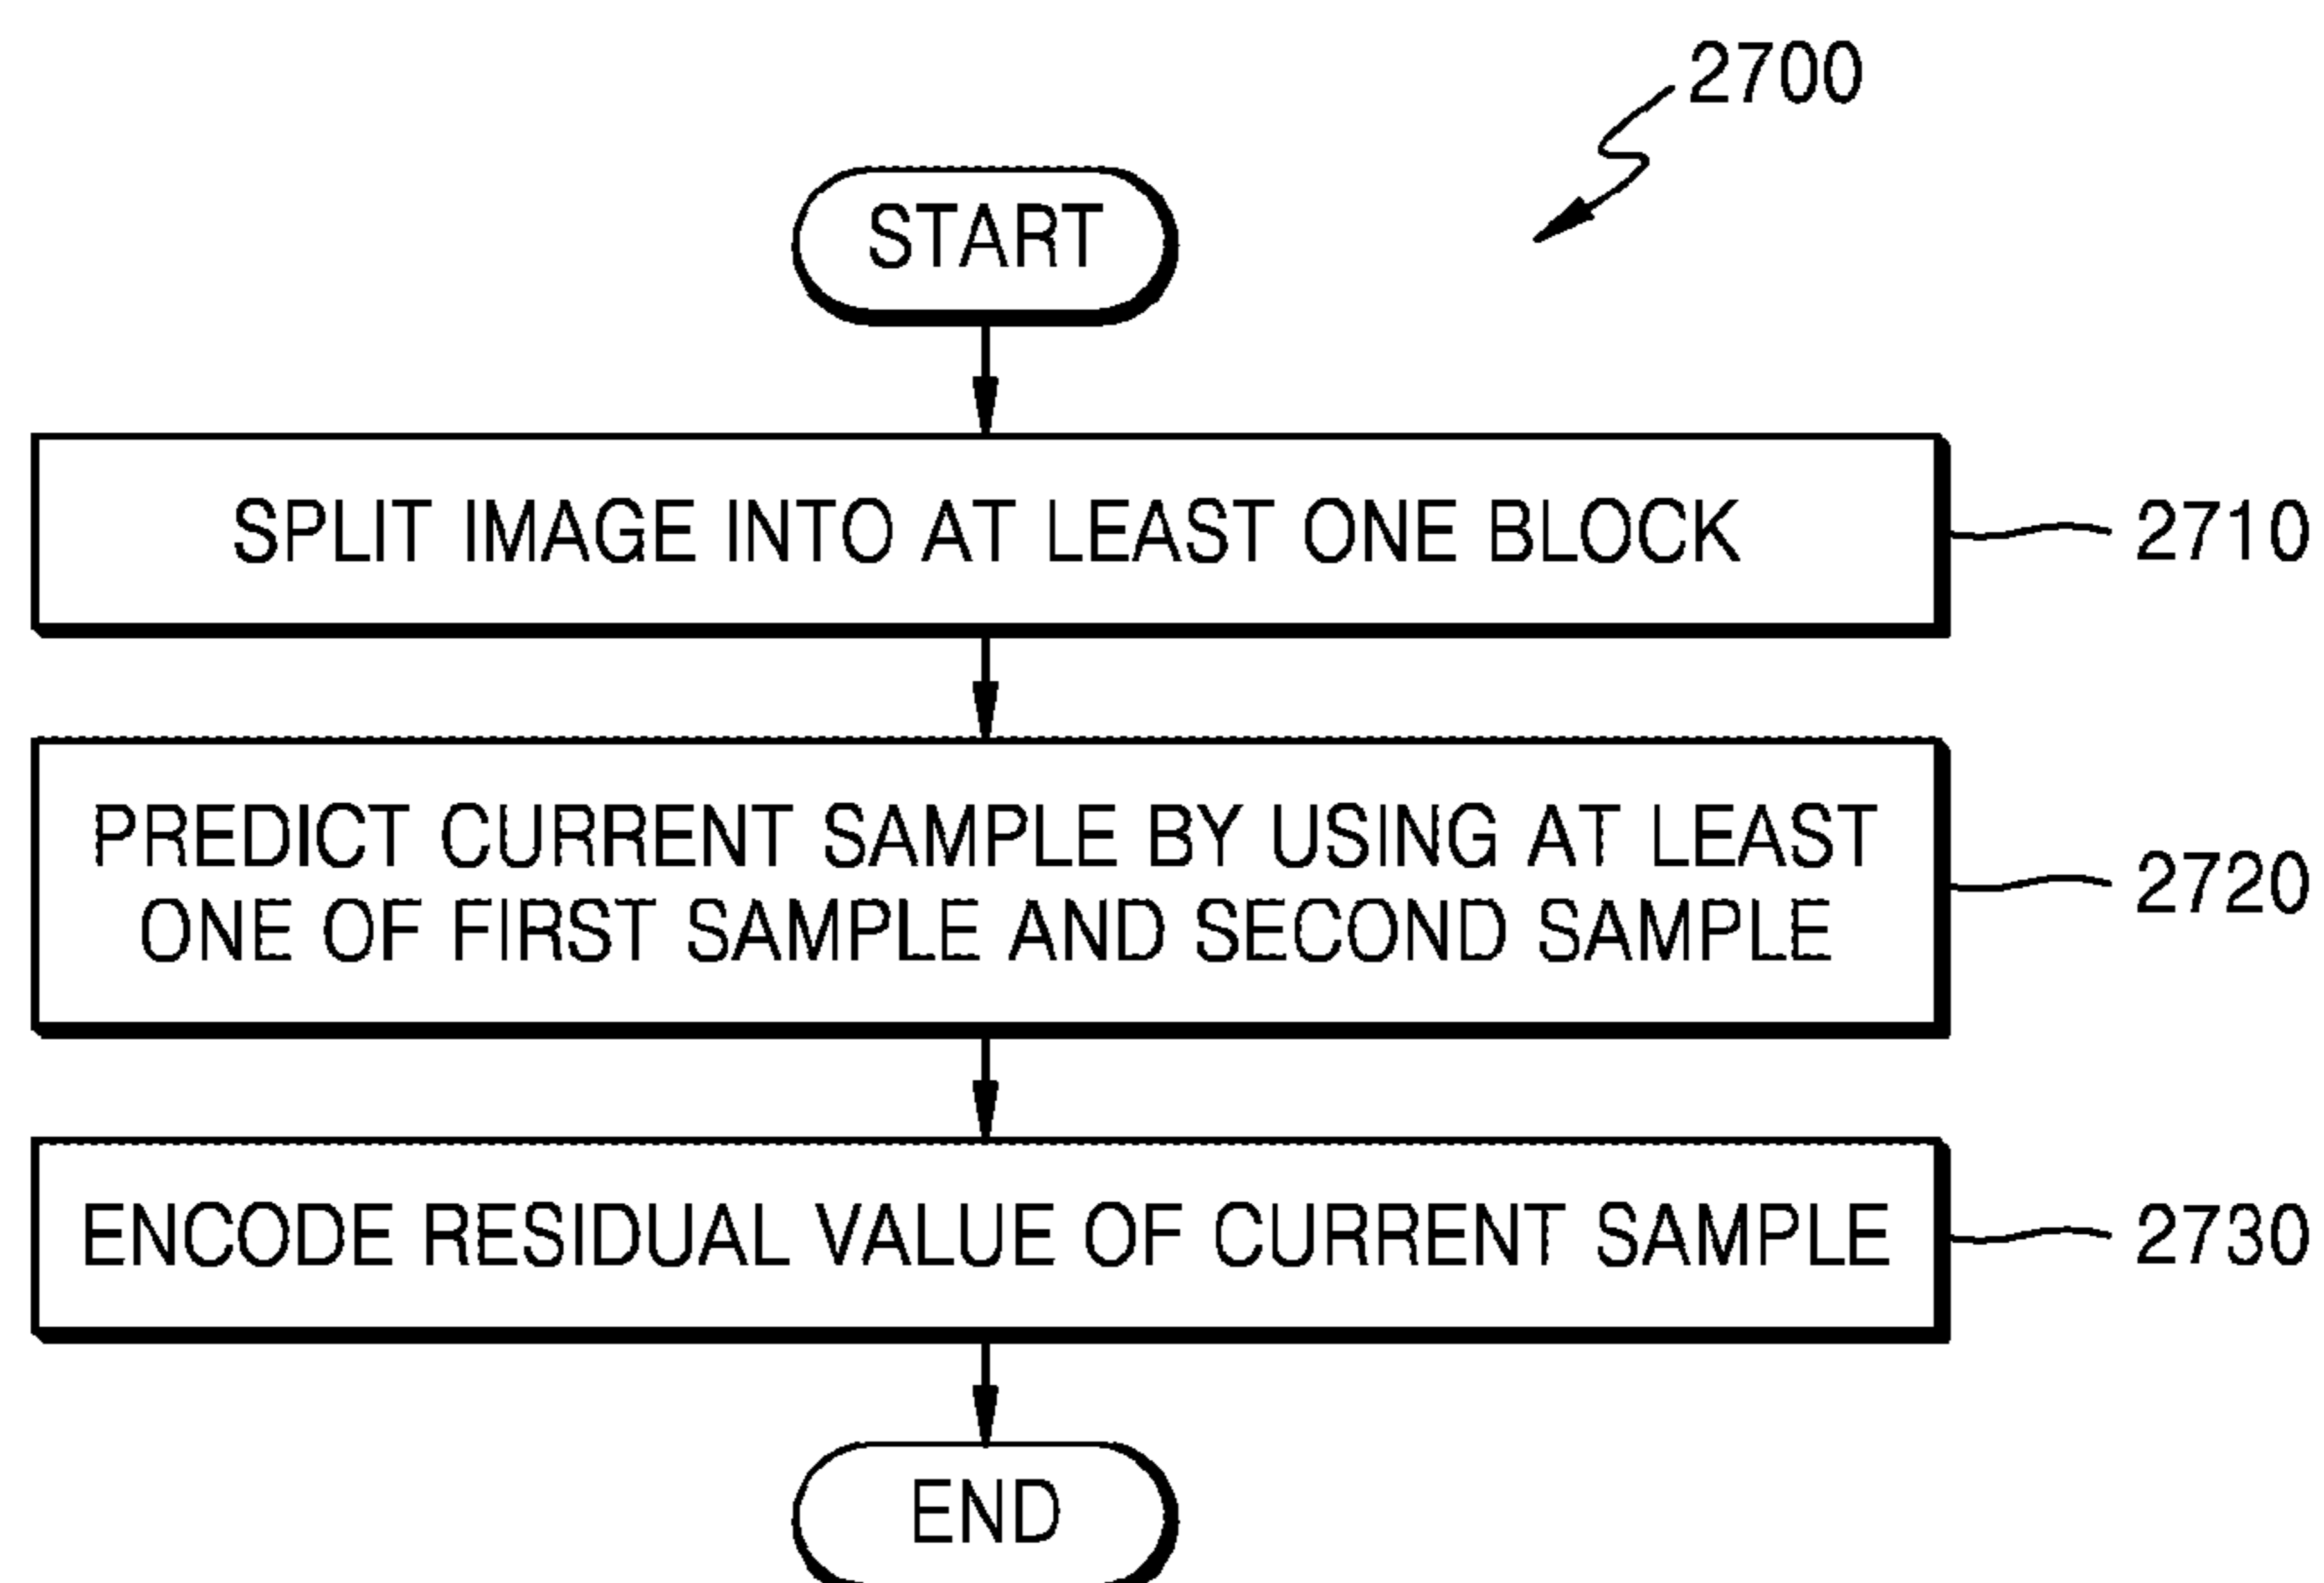 2700
START
SPLIT IMAGE INTO AT LEAST ONE BLOCK
2710
PREDICT CURRENT SAMPLE BY USING AT LEAST
ONE OF FIRST SAMPLE AND SECOND SAMPLE
2720
ENCODE RESIDUAL VALUE OF CURRENT SAMPLE
2730
END